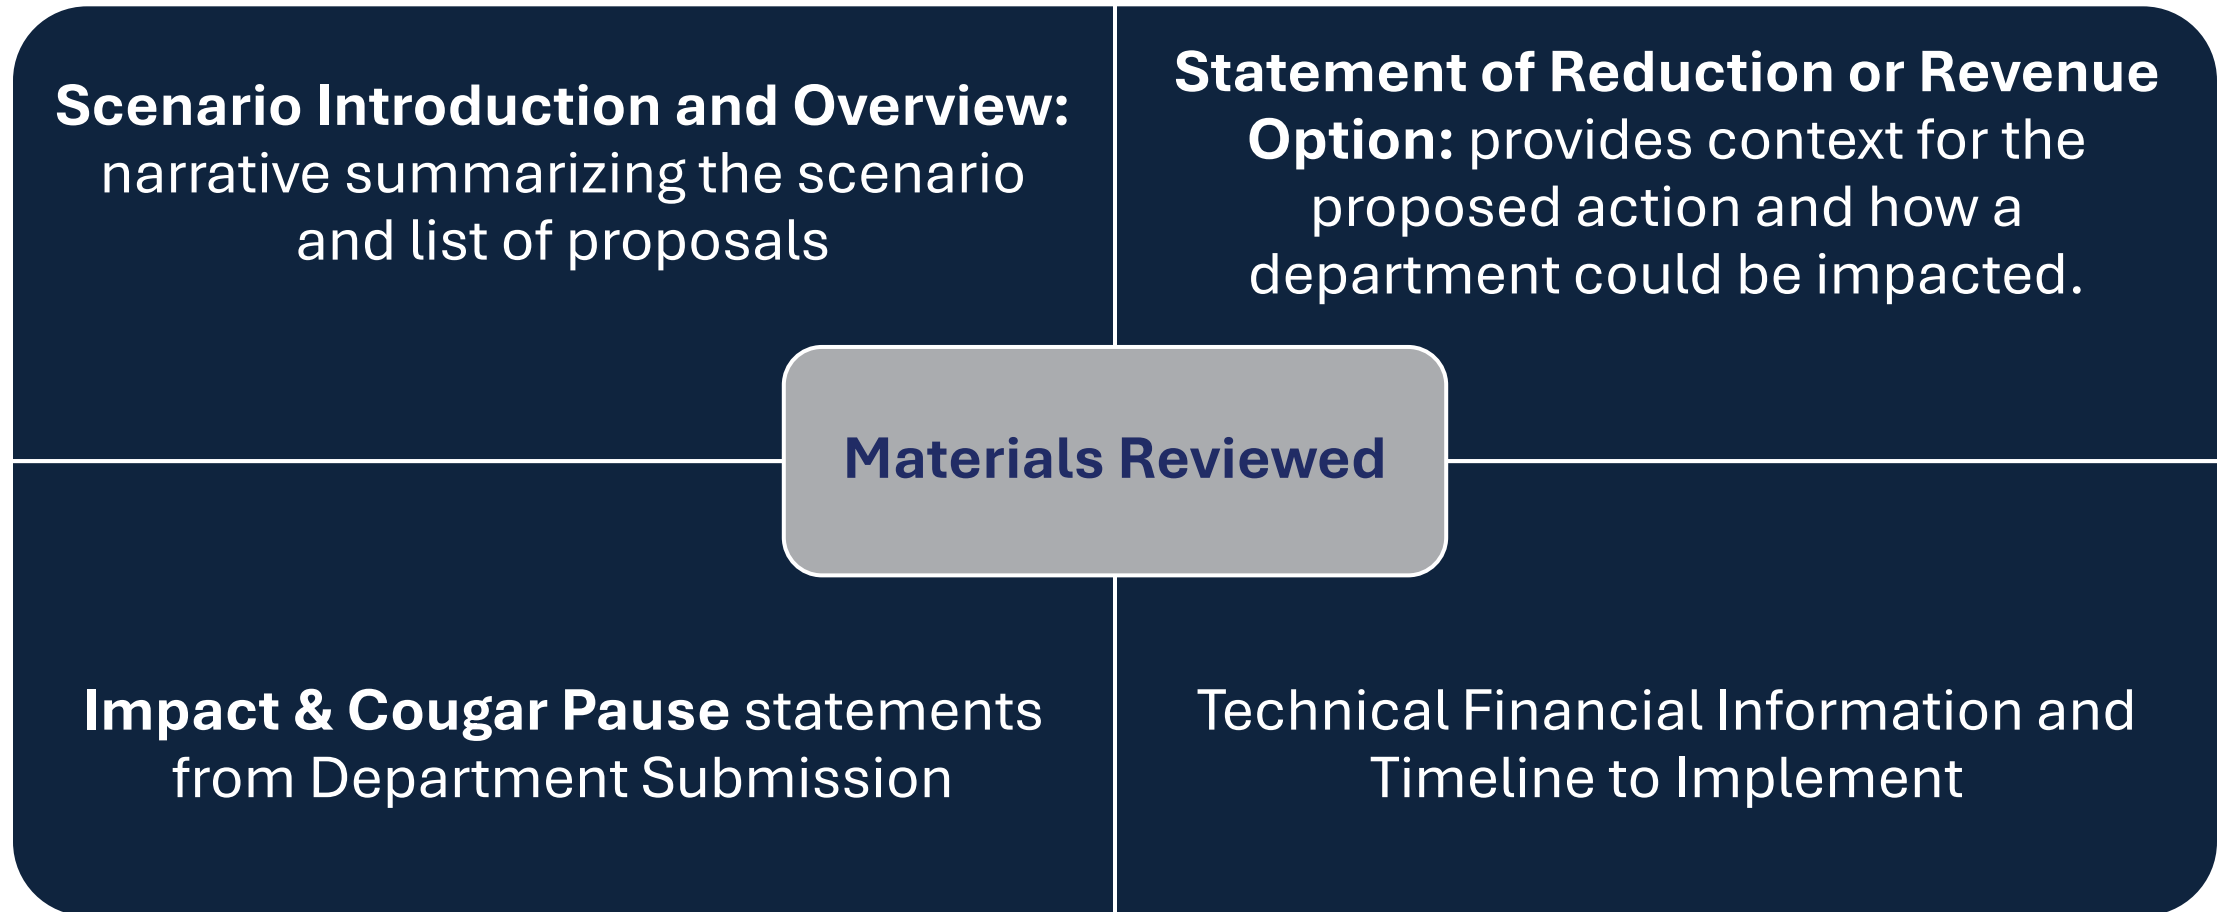 Scenario Introduction and Overview:
narrative summarizing the scenario
and list of proposals
Statement of Reduction or Revenue
Option: provides context for the
proposed action and how a
department could be impacted.
Materials Reviewed
Impact & Cougar Pause statements
from Department Submission
Technical Financial Information and
Timeline to Implement